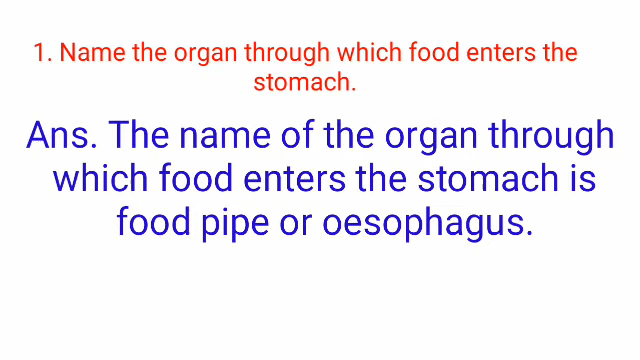 1. Name the organ through which food enters the
stomach.
Ans. The name of the organ through
which food enters the stomach is
food pipe or oesophagus.